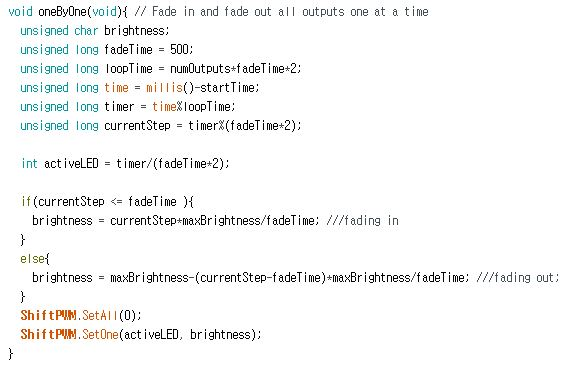 void oneByOne(void){ // Fade in and fade out all outputs one at a time
  unsigned char brightness;
  unsigned long fadeTime = 500;
  unsigned long loopTime = numOutputs*fadeTime*2;
  unsigned long time = millis()-startTime;
  unsigned long timer = time%loopTime;
  unsigned long currentStep = timer%(fadeTime*2);

  int activeLED = timer/(fadeTime*2);

  if(currentStep <= fadeTime ){
    brightness = currentStep*maxBrightness/fadeTime; ///fading in
  }
  else{
    brightness = maxBrightness-(currentStep-fadeTime)*maxBrightness/fadeTime; ///fading out;
  }
  ShiftPWM.SetAll(0);
  ShiftPWM.SetOne(activeLED, brightness);
}